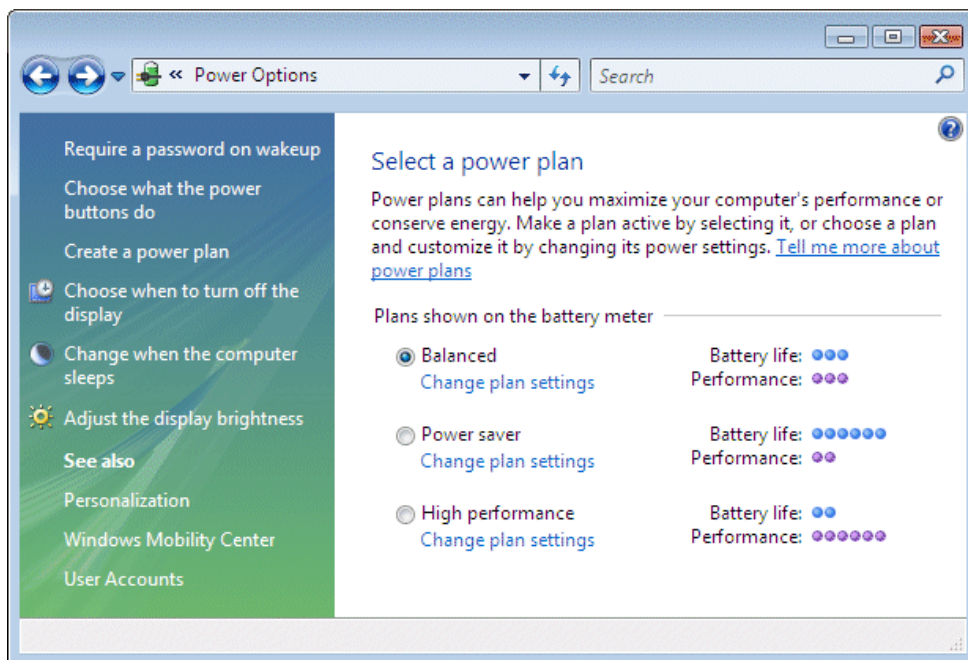 « Power Options
Search
Require a password on wakeup
Choose what the power
buttons do
Create a power plan
Choose when to turn off the
display
Change when the computer
sleeps
Adjust the display brightness
See also
Personalization
Windows Mobility Center
User Accounts
Select a power plan
Power plans can help you maximize your computer's performance or
conserve energy. Make a plan active by selecting it, or choose a plan
and customize it by changing its power settings. Tell me more about
power plans
Plans shown on the battery meter
Balanced Battery life:
Change plan settings Performance:
Power saver Battery life:
Change plan settings Performance:
High performance Battery life:
Change plan settings Performance: